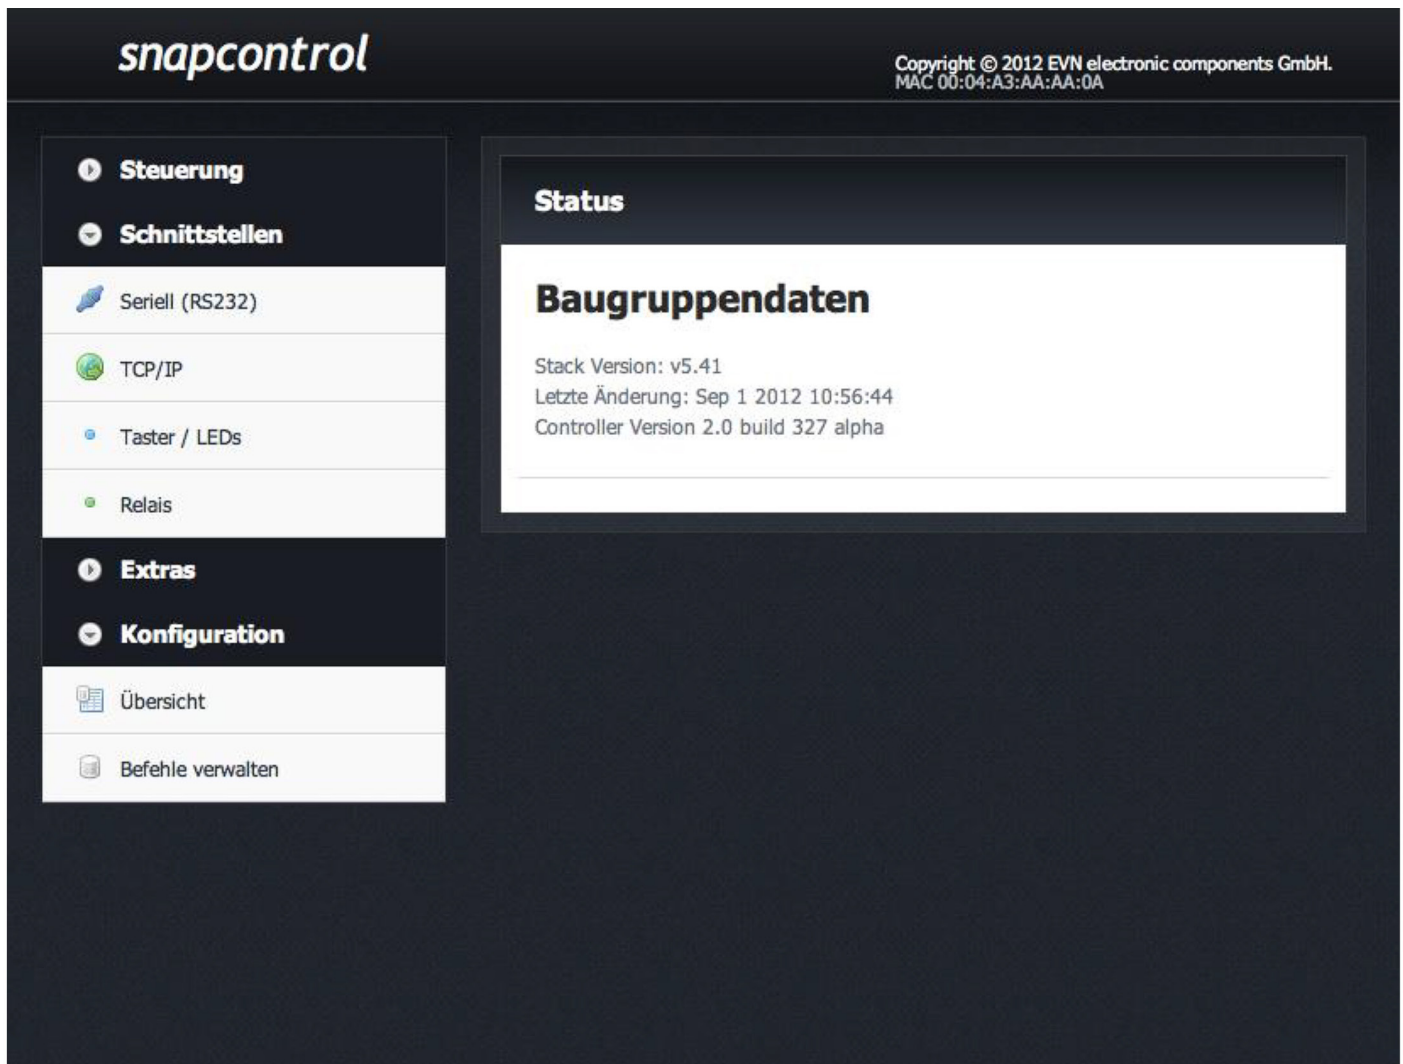 snapcontrol
Copyright © 2012 EVN electronic components GmbH.
MAC 00:04:A3:AA:AA:0A
Steuerung
Schnittstellen
Seriell (RS232)
TCP/IP
Taster / LEDs
Relais
Extras
Konfiguration
Übersicht
Befehle verwalten
Status
Baugruppendaten
Stack Version: v5.41
Letzte Änderung: Sep 1 2012 10:56:44
Controller Version 2.0 build 327 alpha